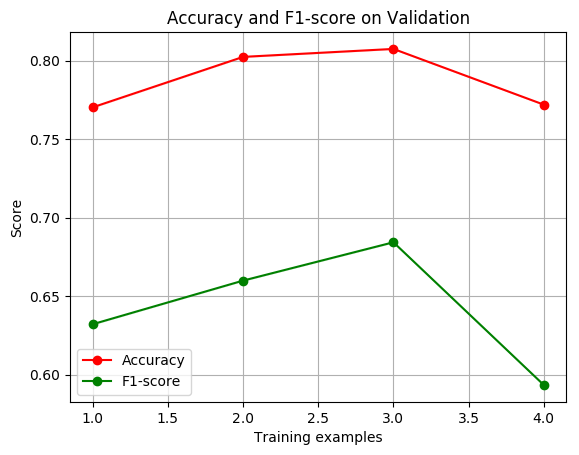 Accuracy and F1-score on Validation
Score
0.80
0.75
0.70
0.65
0.60
Accuracy
F1-score
1.0 1.5 2.0 2.5 3.0 3.5 4.0
Training examples